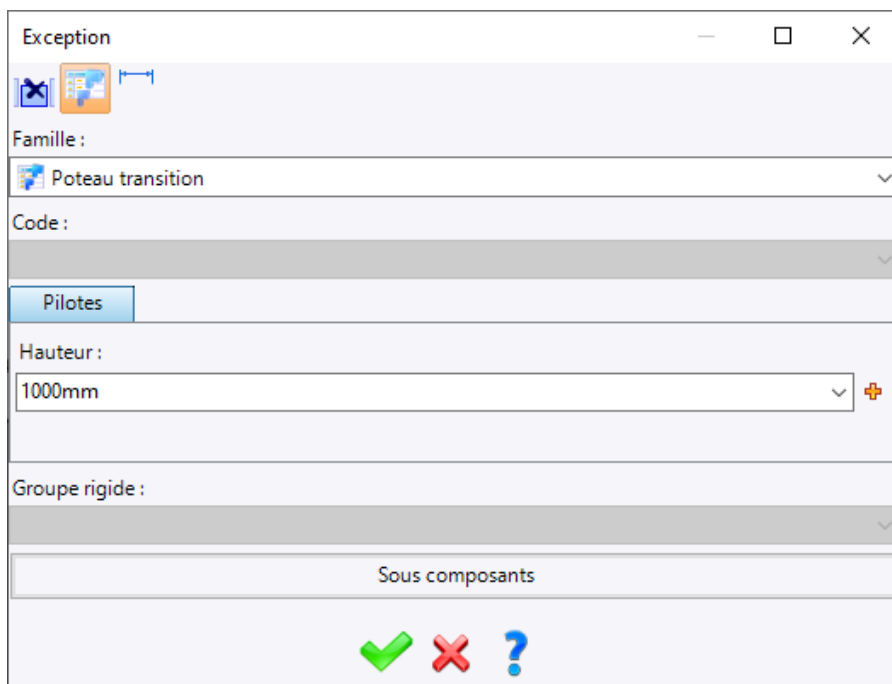 Exception
Famille :
Poteau transition
Code :
Pilotes
Hauteur :
1000mm
Groupe rigide :
Sous composants